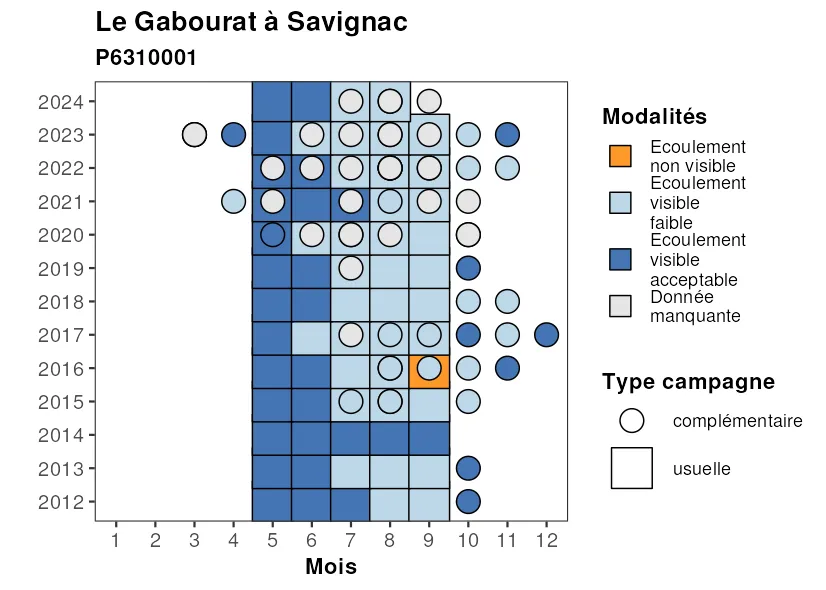 Le Gabourat à Savignac
P6310001
2024
2023
2022
2021
2020
2019
2018
2017
2016
2015
2014
2013
2012
1 2 3 4 5 6 7 8 9 10 11 12
Mois
Modalités
Ecoulement
non visible
Ecoulement
visible
faible
Ecoulement
visible
acceptable
Donnée
manquante
Type campagne
complémentaire
usuelle